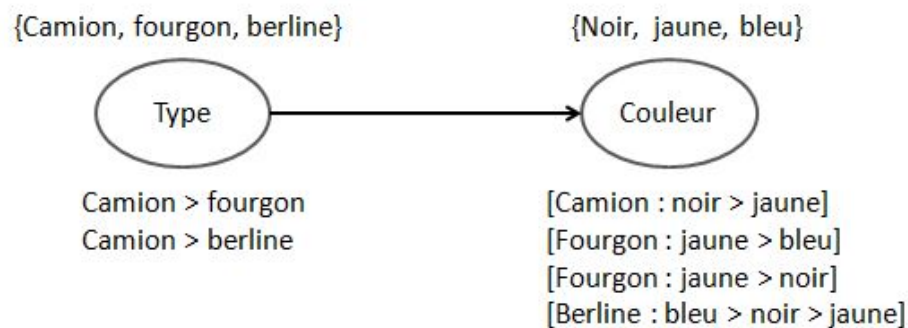 {Camion, fourgon, berline}
{Noir, jaune, bleu}
Type
Couleur
Camion > fourgon
Camion > berline
[Camion : noir > jaune]
[Fourgon : jaune > bleu]
[Fourgon : jaune > noir]
[Berline : bleu > noir > jaune]